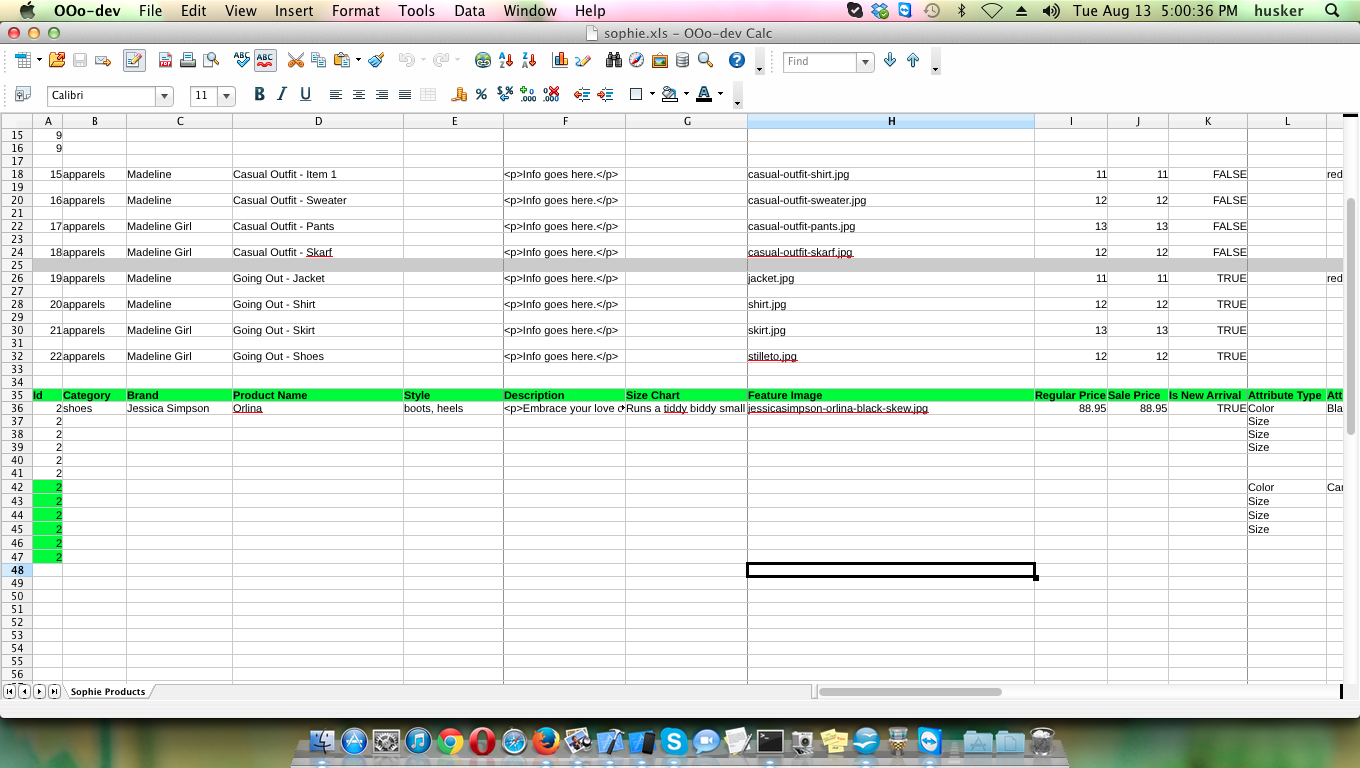 OOo-dev File Edit View Insert Format Tools Data Window Help Tue Aug 13 5:00:36 PM husker
sophie.xls - OOo-dev Calc
Find
Calibri 11
A B C D E F G H I J K L
15 9
16 9
17
18 15 apparels Madeline Casual Outfit - Item 1 <p>Info goes here.</p> casual-outfit-shirt.jpg 11 11 FALSE red
19
20 16 apparels Madeline Casual Outfit - Sweater <p>Info goes here.</p> casual-outfit-sweater.jpg 12 12 FALSE
21
22 17 apparels Madeline Girl Casual Outfit - Pants <p>Info goes here.</p> casual-outfit-pants.jpg 13 13 FALSE
23
24 18 apparels Madeline Girl Casual Outfit - Skarf <p>Info goes here.</p> casual-outfit-skarf.jpg 12 12 FALSE
25
26 19 apparels Madeline Going Out - Jacket <p>Info goes here.</p> jacket.jpg 11 11 TRUE red
27
28 20 apparels Madeline Going Out - Shirt <p>Info goes here.</p> shirt.jpg 12 12 TRUE
29
30 21 apparels Madeline Girl Going Out - Skirt <p>Info goes here.</p> skirt.jpg 13 13 TRUE
31
32 22 apparels Madeline Girl Going Out - Shoes <p>Info goes here.</p> stilleto.jpg 12 12 TRUE
33
34
35 Id Category Brand Product Name Style Description Size Chart Feature Image Regular Price Sale Price Is New Arrival Attribute Type Att
36 2 shoes Jessica Simpson Orlina boots, heels <p>Embrace your love o Runs a tiddy biddy small jessicasimpson-orlina-black-skew.jpg 88.95 88.95 TRUE Color Bla
37 2 Size
38 2 Size
39 2 Size
40 2
41 2
42 2 Color Car
43 2 Size
44 2 Size
45 2 Size
46 2
47 2
48
49
50
51
52
53
54
55
56
Sophie Products